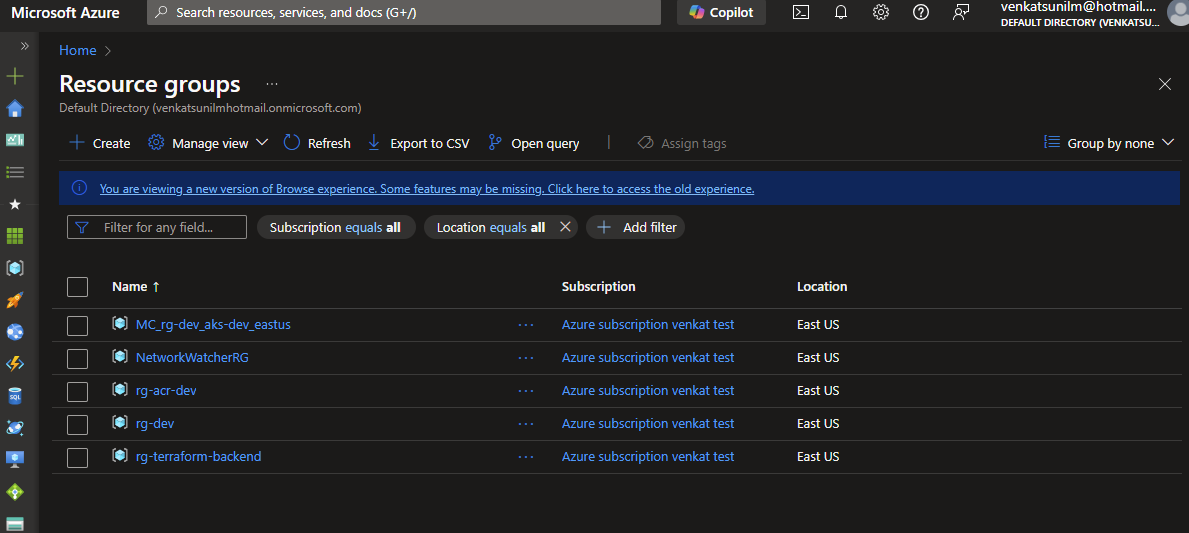 Microsoft Azure
Search resources, services, and docs (G+/)
Copilot
venkatsunilm@hotmail....
DEFAULT DIRECTORY (VENKATSU...
Home
Resource groups ...
Default Directory (venkatsunilmhotmail.onmicrosoft.com)
Create Manage view Refresh Export to CSV Open query | Assign tags Group by none
You are viewing a new version of Browse experience. Some features may be missing. Click here to access the old experience.
Filter for any field... Subscription equals all Location equals all Add filter
Name ↑ Subscription Location
MC_rg-dev_aks-dev_eastus ... Azure subscription venkat test East US
NetworkWatcherRG ... Azure subscription venkat test East US
rg-acr-dev ... Azure subscription venkat test East US
rg-dev ... Azure subscription venkat test East US
rg-terraform-backend ... Azure subscription venkat test East US
SQL